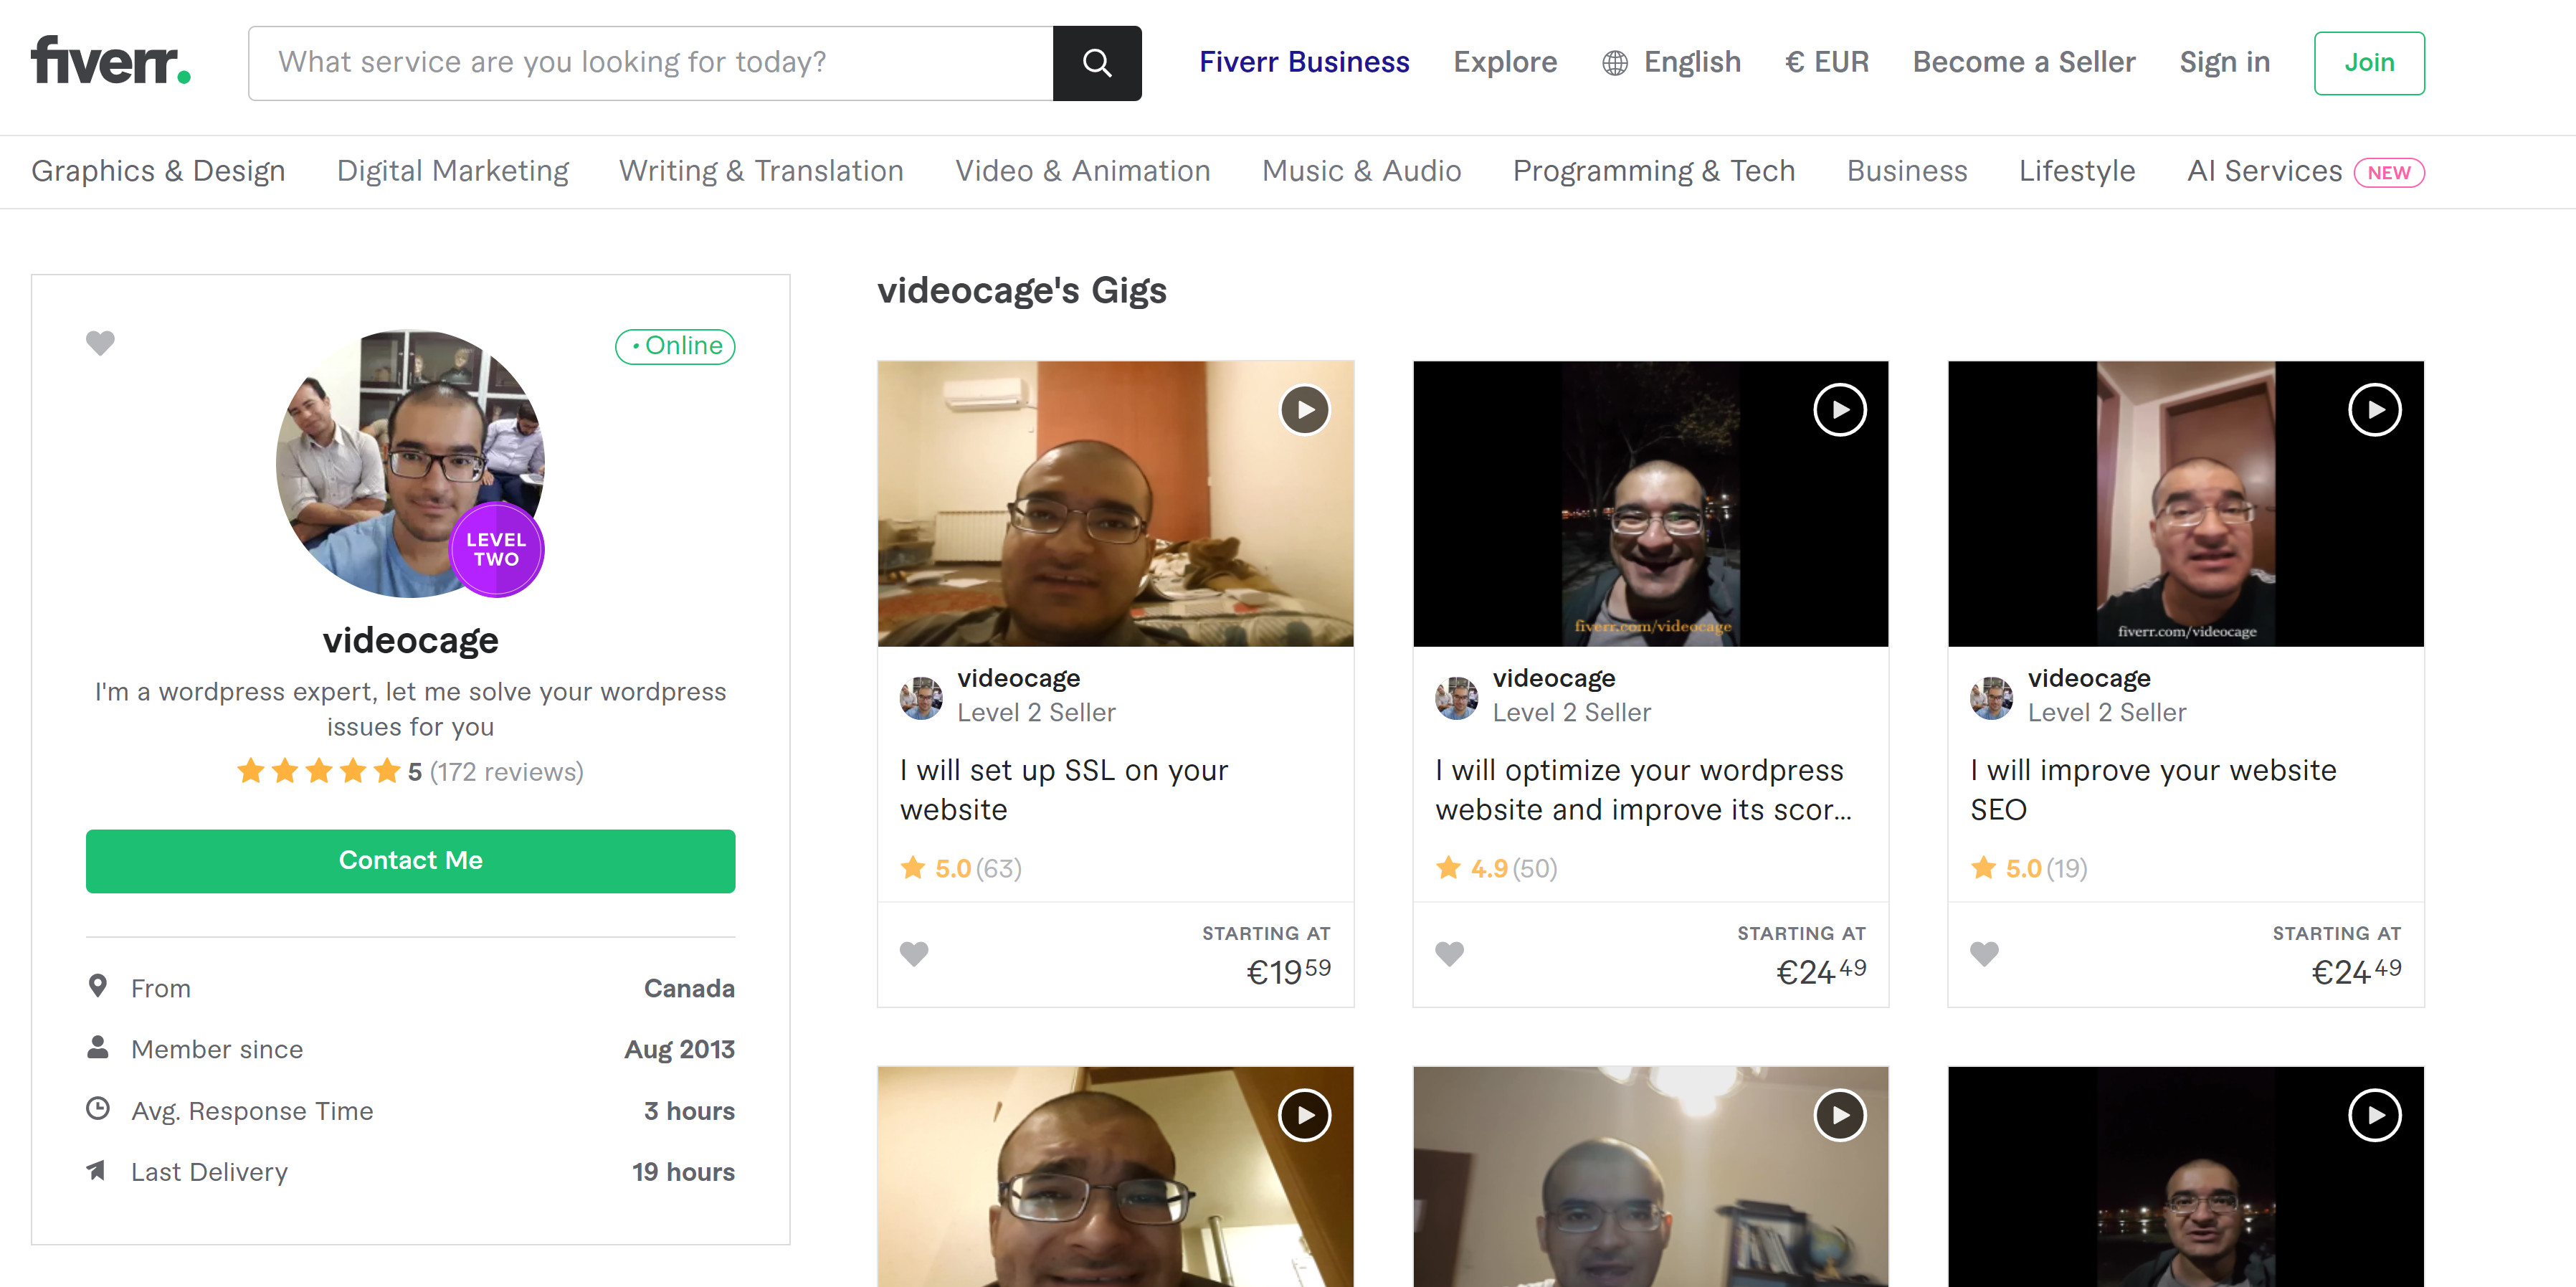 fiverr.
What service are you looking for today?
Fiverr Business
Explore
English
€ EUR
Become a Seller
Sign in
Join
Graphics & Design
Digital Marketing
Writing & Translation
Video & Animation
Music & Audio
Programming & Tech
Business
Lifestyle
AI Services NEW
• Online
LEVEL
TWO
videocage
I'm a wordpress expert, let me solve your wordpress
issues for you
5 (172 reviews)
Contact Me
From Canada
Member since Aug 2013
Avg. Response Time 3 hours
Last Delivery 19 hours
videocage's Gigs
videocage
Level 2 Seller
I will set up SSL on your
website
5.0 (63)
STARTING AT
€19 59
fiverr.com/videocage
videocage
Level 2 Seller
I will optimize your wordpress
website and improve its scor...
4.9 (50)
STARTING AT
€24 49
fiverr.com/videocage
videocage
Level 2 Seller
I will improve your website
SEO
5.0 (19)
STARTING AT
€24 49